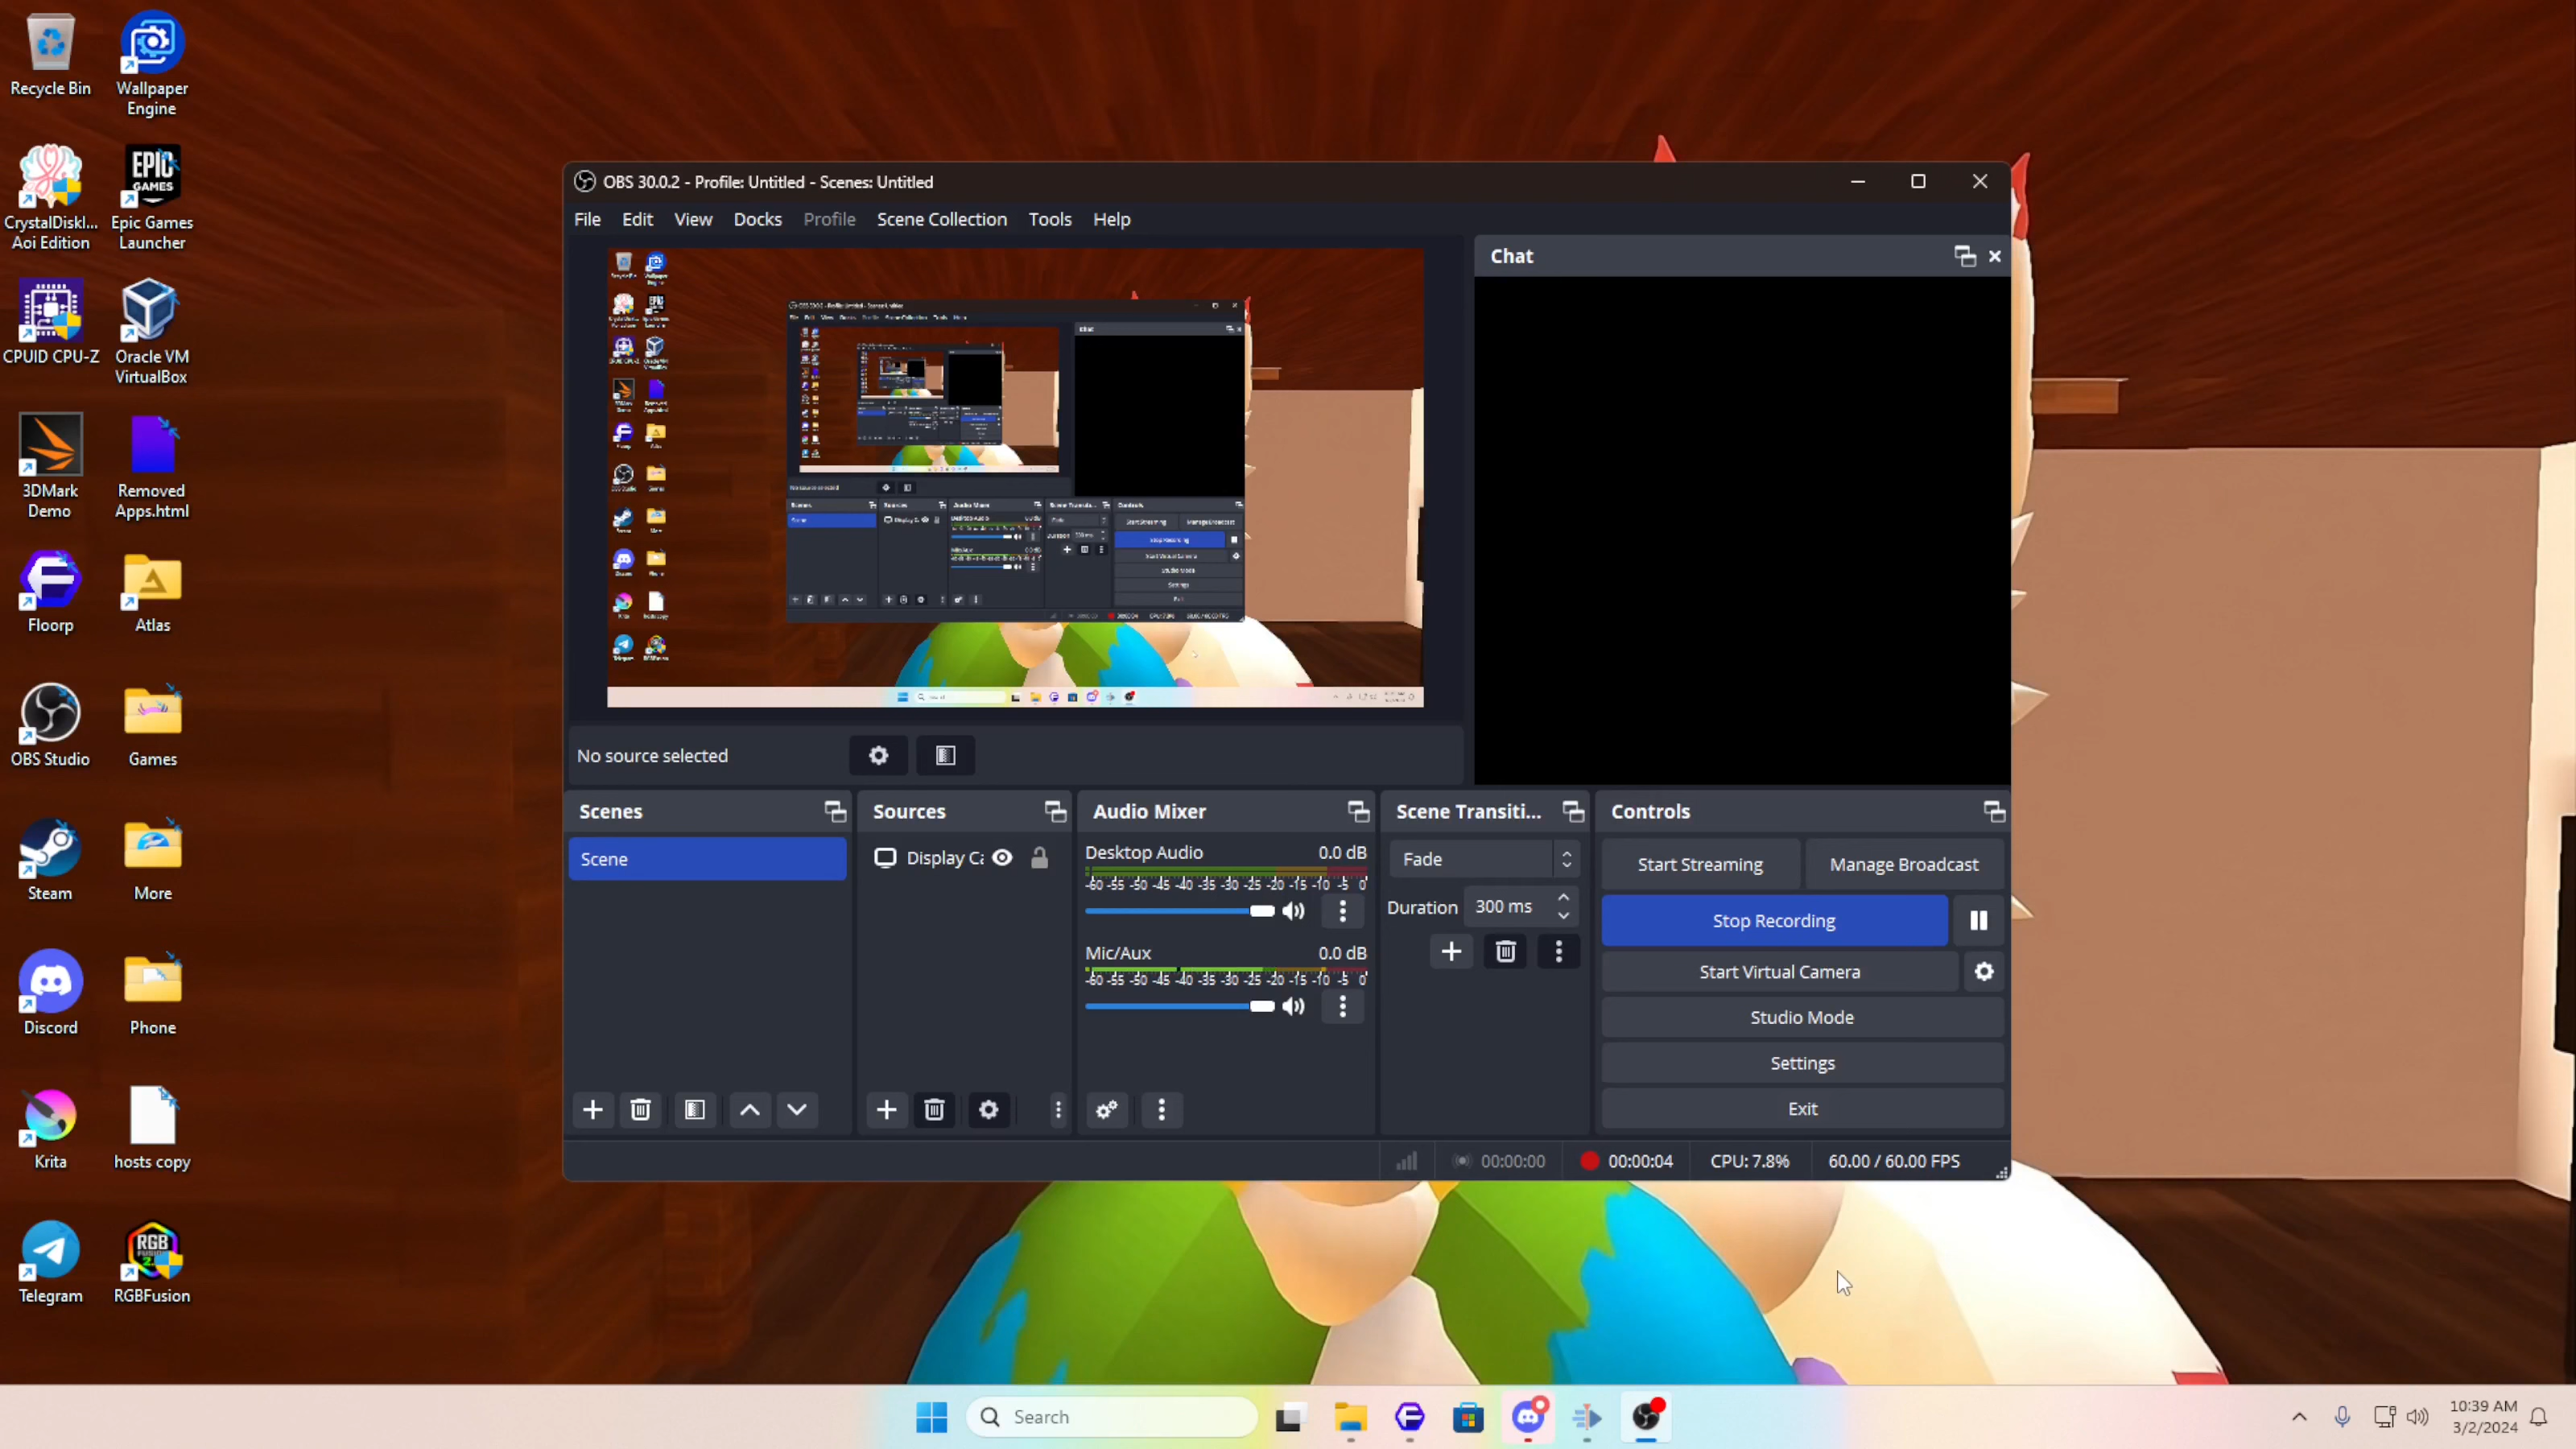 Recycle Bin
Wallpaper
Engine
CrystalDiskI...
Aoi Edition
EPIC
GAMES
Epic Games
Launcher
CPUID CPU-Z
Oracle VM
VirtualBox
3DMark
Demo
Removed
Apps.html
Floorp
Atlas
OBS Studio
Games
Steam
More
Discord
Phone
Krita
hosts copy
Telegram
RGB
RGBFusion
OBS 30.0.2 - Profile: Untitled - Scenes: Untitled
File Edit View Docks Profile Scene Collection Tools Help
Chat
No source selected
Scenes
Scene
Sources
Display Ca
Audio Mixer
Desktop Audio 0.0 dB
-60 -55 -50 -45 -40 -35 -30 -25 -20 -15 -10 -5 0
Mic/Aux 0.0 dB
-60 -55 -50 -45 -40 -35 -30 -25 -20 -15 -10 -5 0
Scene Transiti...
Fade
Duration 300 ms
Controls
Start Streaming Manage Broadcast
Stop Recording
Start Virtual Camera
Studio Mode
Settings
Exit
00:00:00 00:00:04 CPU: 7.8% 60.00 / 60.00 FPS
Search
10:39 AM
3/2/2024